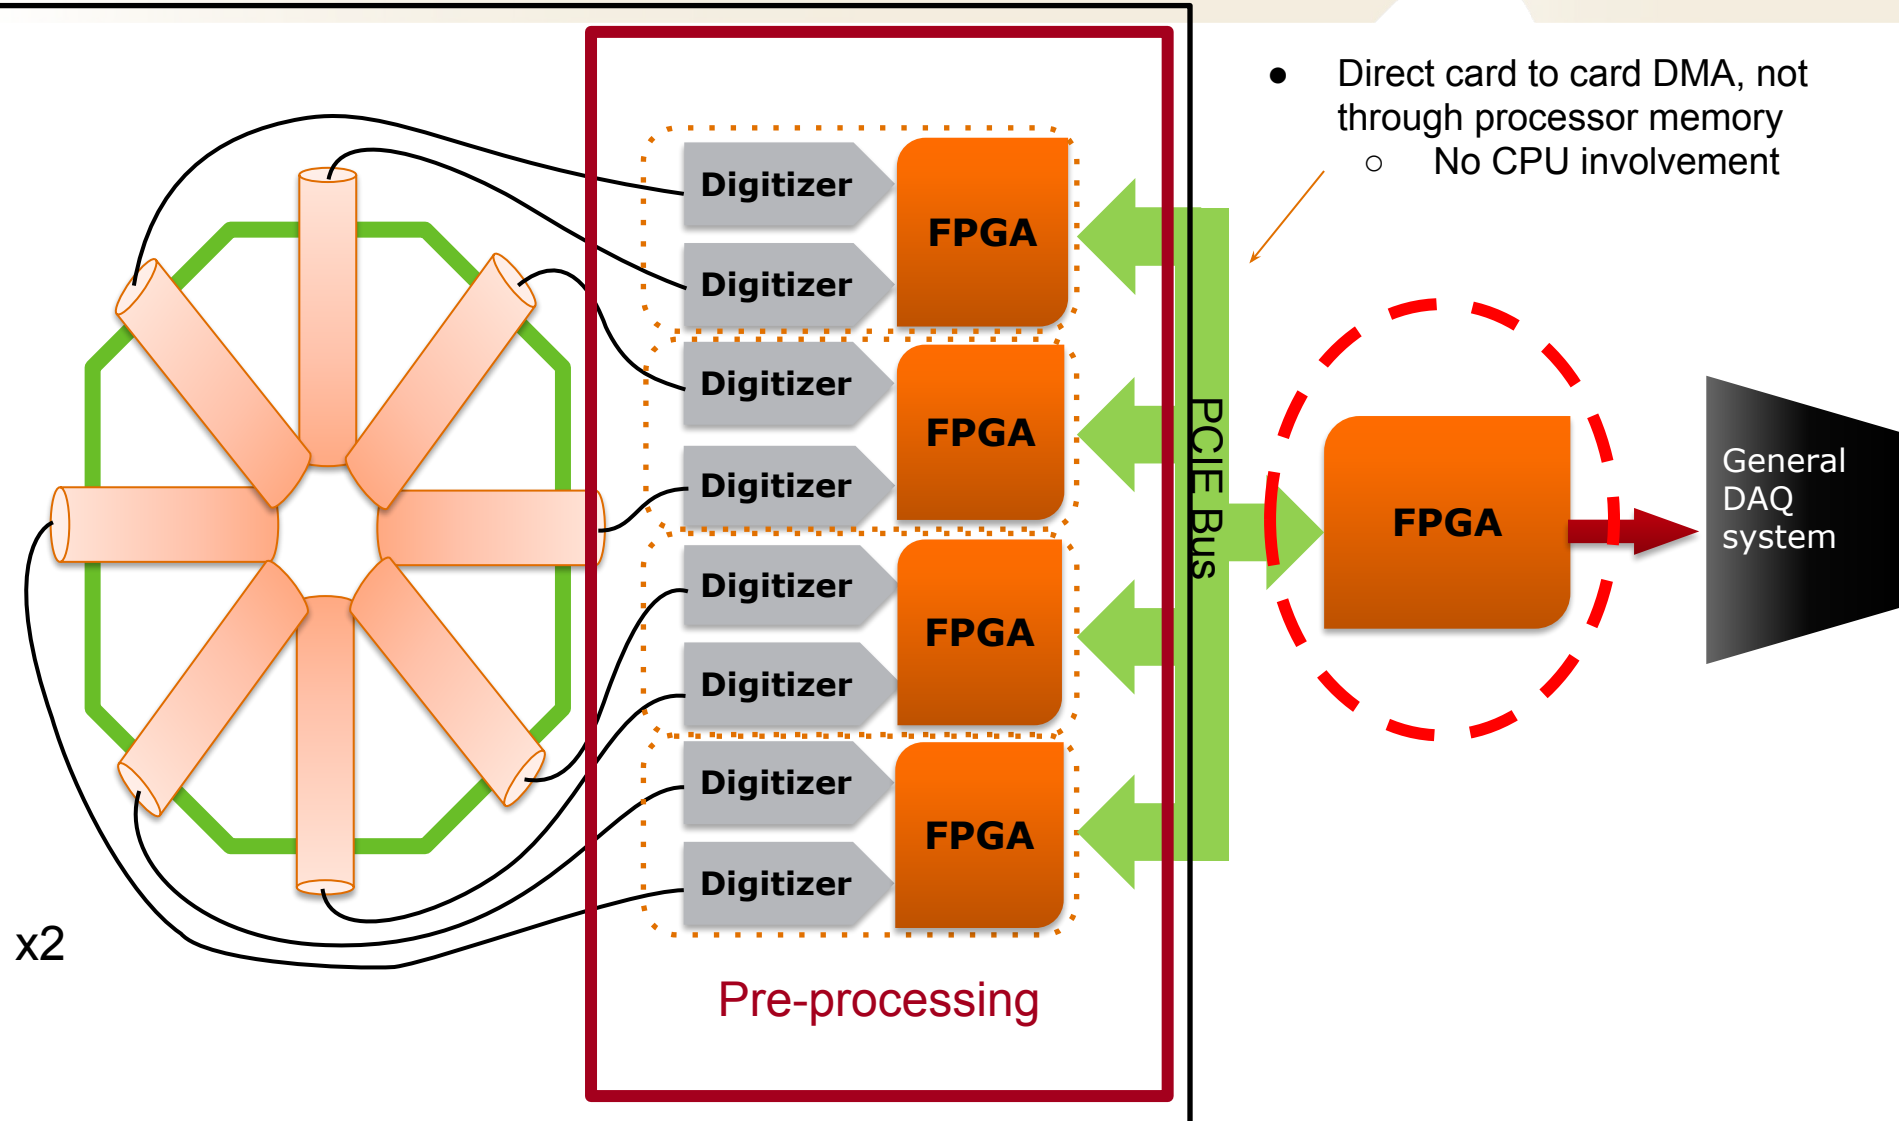 ● Direct card to card DMA, not
through processor memory
○ No CPU involvement
Digitizer
Digitizer
FPGA
Digitizer
Digitizer
FPGA
Digitizer
Digitizer
FPGA
Digitizer
Digitizer
FPGA
PCIE Bus
FPGA
General
DAQ
system
x2
Pre-processing